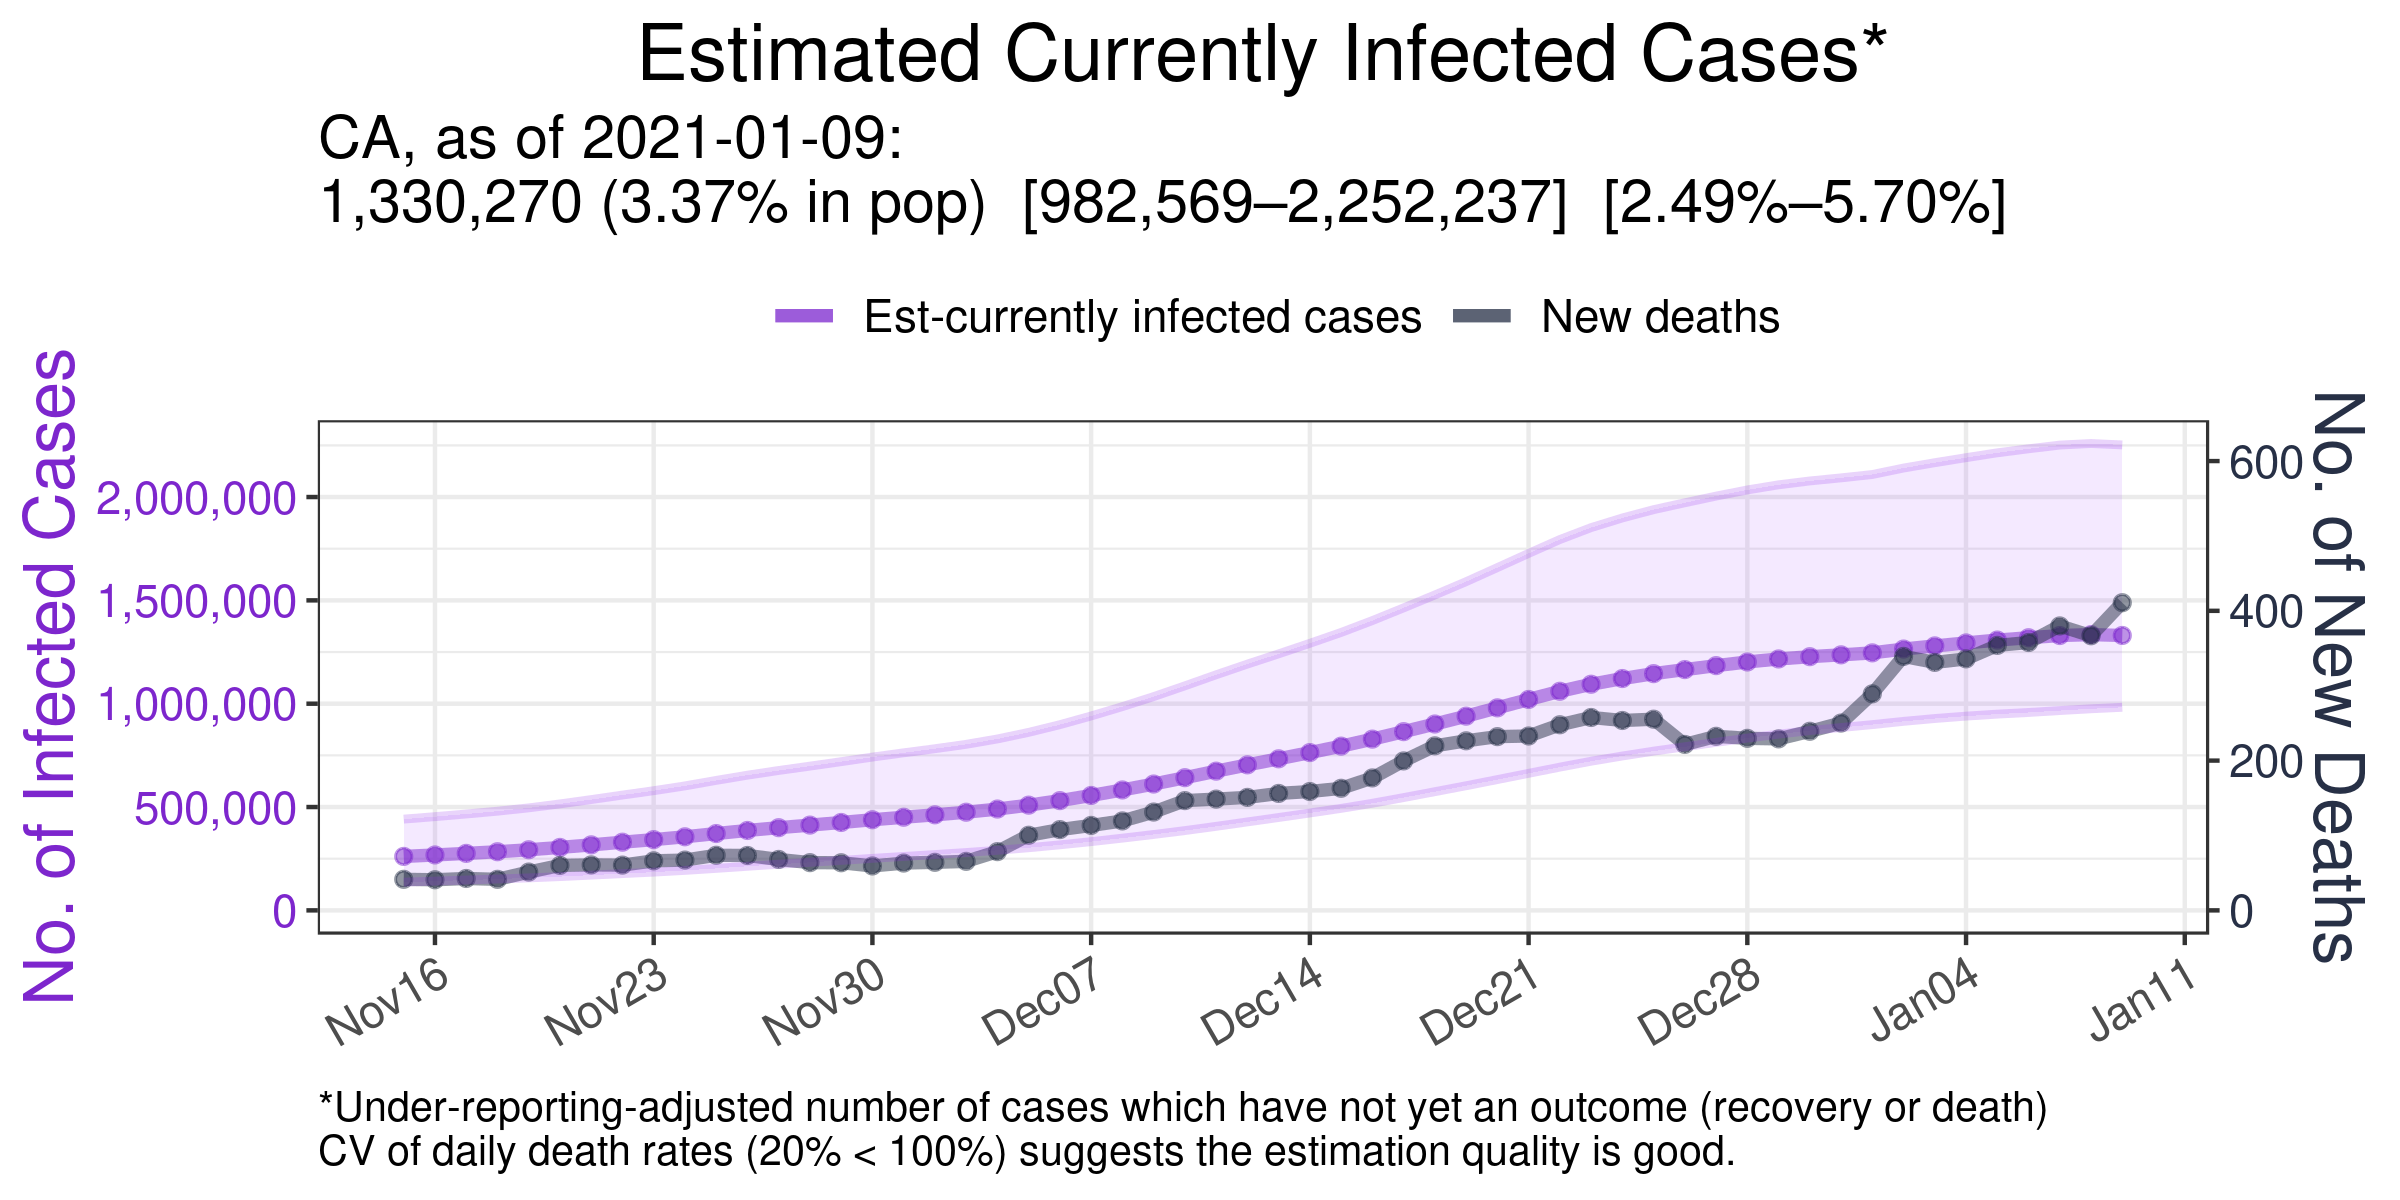 Estimated Currently Infected Cases*
CA, as of 2021-01-09:
1,330,270 (3.37% in pop)  [982,569–2,252,237]  [2.49%–5.70%]
Est-currently infected cases
New deaths
No. of Infected Cases
2,000,000
1,500,000
1,000,000
500,000
0
600
400
200
0
No. of New Deaths
Nov16
Nov23
Nov30
Dec07
Dec14
Dec21
Dec28
Jan04
Jan11
*Under-reporting-adjusted number of cases which have not yet an outcome (recovery or death)
CV of daily death rates (20% < 100%) suggests the estimation quality is good.